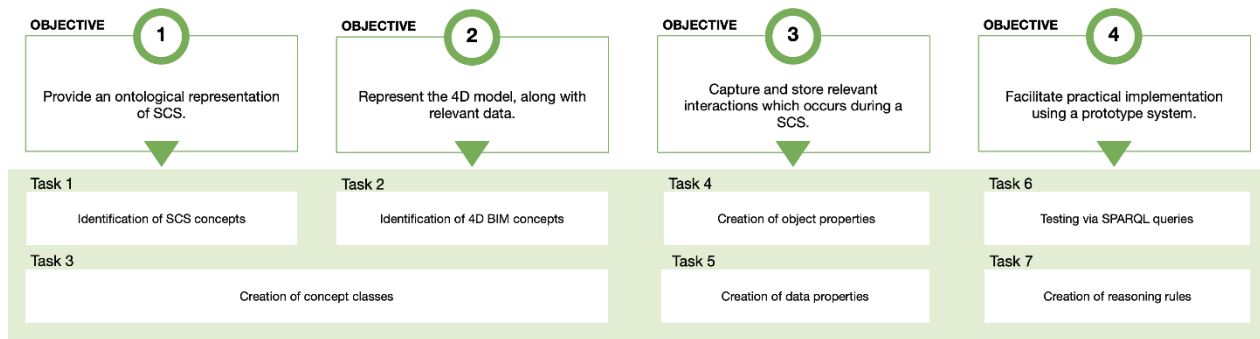 OBJECTIVE 1
Provide an ontological representation
of SCS.
OBJECTIVE 2
Represent the 4D model, along with
relevant data.
OBJECTIVE 3
Capture and store relevant
interactions which occurs during a
SCS.
OBJECTIVE 4
Facilitate practical implementation
using a prototype system.
Task 1
Identification of SCS concepts
Task 2
Identification of 4D BIM concepts
Task 3
Creation of concept classes
Task 4
Creation of object properties
Task 5
Creation of data properties
Task 6
Testing via SPARQL queries
Task 7
Creation of reasoning rules